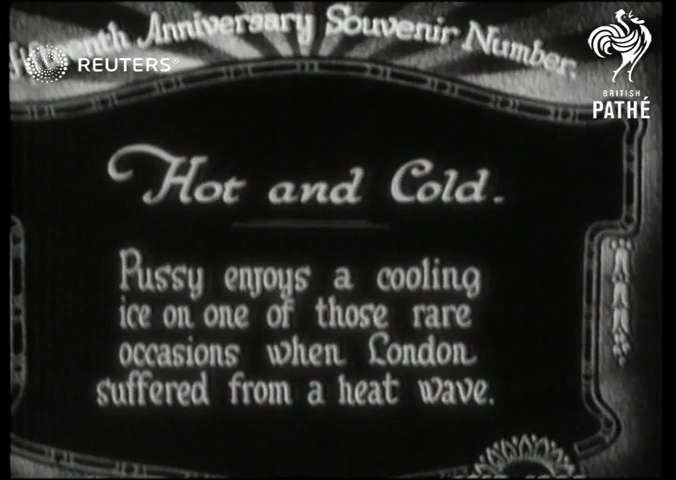 Anniversary Souvenir Number.
REUTERS
BRITISH
PATHÉ
Hot and Cold.
Pussy enjoys a cooling
ice on one of those rare
occasions when London
suffered from a heat wave.